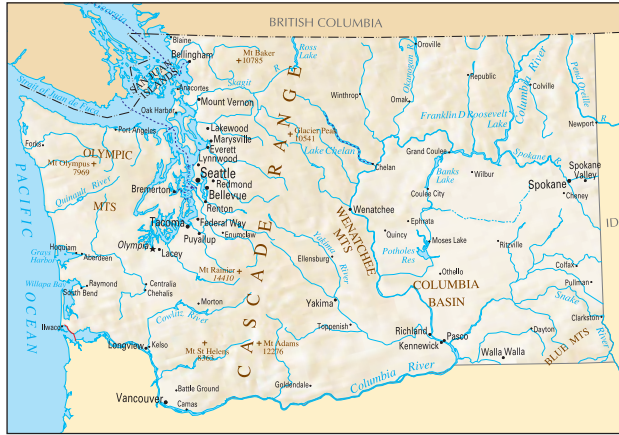 BRITISH COLUMBIA
Blaine
Bellingham
Mt Baker
10785
Ross
Lake
Oroville
Okanogan R
Columbia River
Pend Oreille
R
SAN JUAN
ISLANDS
Anacortes
Skagit
R
Republic
Colville
Strait of Juan de Fuca
Oak Harbor
Mount Vernon
Winthrop
Omak
Franklin D Roosevelt
Lake
Newport
Port Angeles
Lakewood
Marysville
Everett
Lynnwood
Glacier Peak
10541
Lake Chelan
Chelan
Grand Coulee
Spokane
R
Forks
OLYMPIC
MTS
Mt Olympus
7969
Seattle
Redmond
Bellevue
Renton
Bremerton
Banks
Lake
Wilbur
Spokane
Spokane
Valley
Cheney
Quinault River
Coulee City
PACIFIC
OCEAN
Tacoma
Federal Way
Enumclaw
Puyallup
CASCADE RANGE
WENATCHEE
MTS
Wenatchee
Ephrata
Quincy
Moses Lake
Ritzville
ID
Grays
Harbor
Hoquiam
Aberdeen
Olympia
Lacey
Yakima
River
Ellensburg
Potholes
Res
Othello
Colfax
Willapa Bay
Raymond
South Bend
Centralia
Chehalis
Mt Rainier
14410
COLUMBIA
BASIN
Pullman
Snake
River
Clarkston
Morton
Cowlitz River
Yakima
Toppenish
Richland
Pasco
Kennewick
Dayton
Walla Walla
BLUE MTS
Ilwaco
Longview
Kelso
Mt St Helens
8365
Mt Adams
12276
Battle Ground
Vancouver
Camas
Goldendale
Columbia River